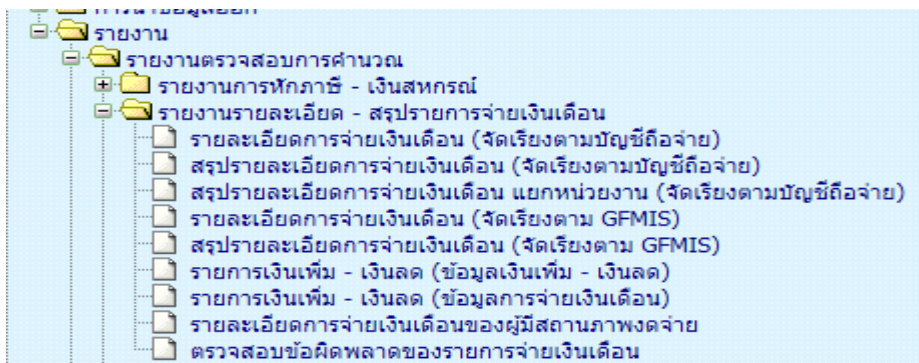 การนำข้อมูลออก
รายงาน
รายงานตรวจสอบการคำนวณ
รายงานการหักภาษี - เงินสหกรณ์
รายงานรายละเอียด - สรุปรายการจ่ายเงินเดือน
รายละเอียดการจ่ายเงินเดือน (จัดเรียงตามบัญชีถือจ่าย)
สรุปรายละเอียดการจ่ายเงินเดือน (จัดเรียงตามบัญชีถือจ่าย)
สรุปรายละเอียดการจ่ายเงินเดือน แยกหน่วยงาน (จัดเรียงตามบัญชีถือจ่าย)
รายละเอียดการจ่ายเงินเดือน (จัดเรียงตาม GFMIS)
สรุปรายละเอียดการจ่ายเงินเดือน (จัดเรียงตาม GFMIS)
รายการเงินเพิ่ม - เงินลด (ข้อมูลเงินเพิ่ม - เงินลด)
รายการเงินเพิ่ม - เงินลด (ข้อมูลการจ่ายเงินเดือน)
รายละเอียดการจ่ายเงินเดือนของผู้มีสถานภาพงดจ่าย
ตรวจสอบข้อผิดพลาดของรายการจ่ายเงินเดือน